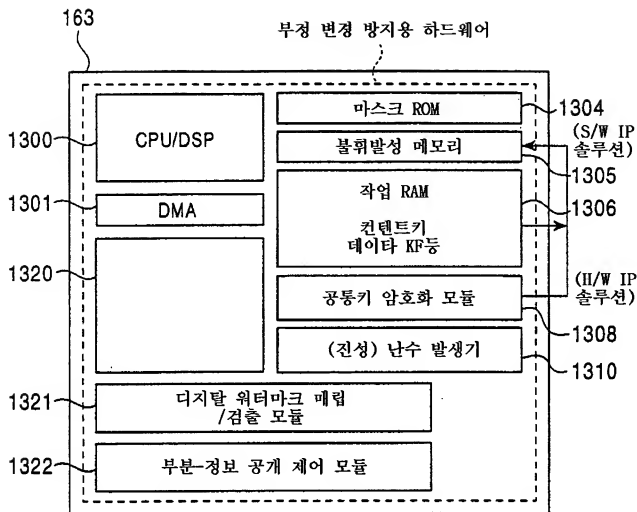 163
부정 변경 방지용 하드웨어
1300
CPU/DSP
1301
DMA
1320
1321
디지탈 워터마크 매립
/검출 모듈
1322
부분-정보 공개 제어 모듈
마스크 ROM
1304
(S/W IP
솔루션)
불휘발성 메모리
1305
작업 RAM
1306
컨텐트키
데이타 KF등
(H/W IP
솔루션)
공통키 암호화 모듈
1308
(진성) 난수 발생기
1310